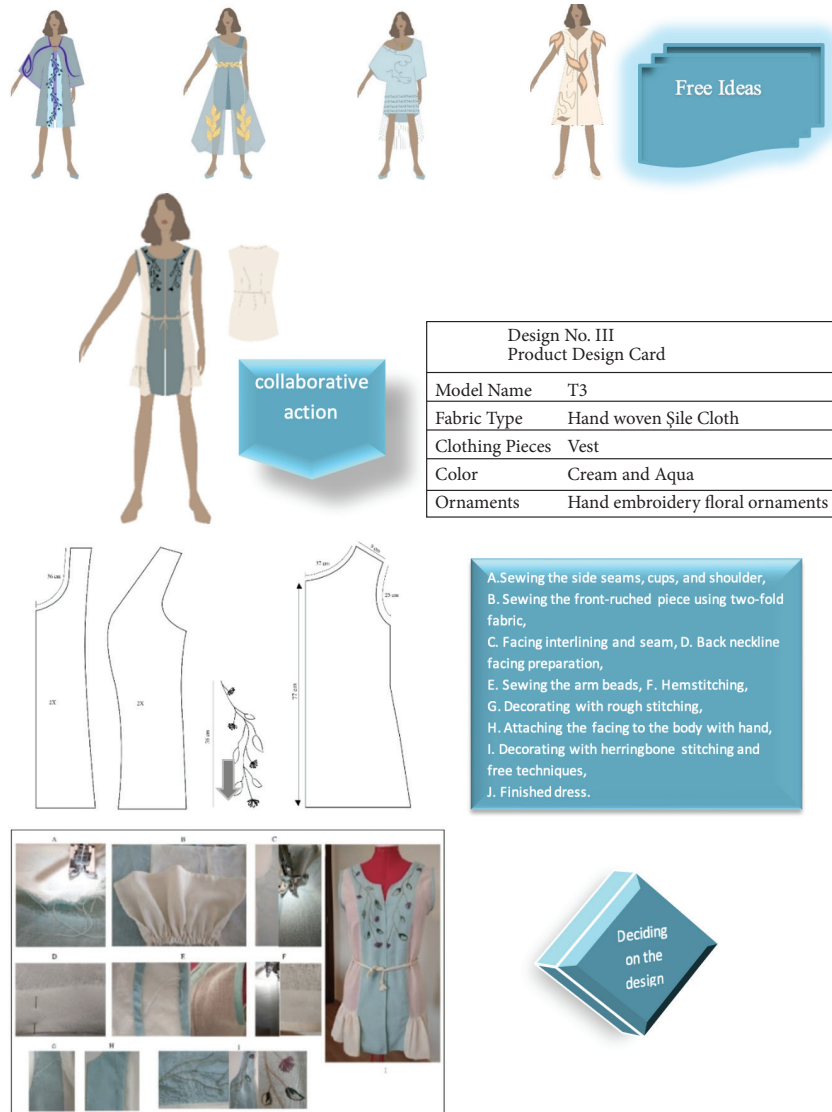 Free Ideas
collaborative
action
Design No. III
Product Design Card
Model Name T3
Fabric Type Hand woven Şile Cloth
Clothing Pieces Vest
Color Cream and Aqua
Ornaments Hand embroidery floral ornaments
36 cm
2X
2X
37 cm
9 cm
23 cm
77 cm
A.Sewing the side seams, cups, and shoulder,
B. Sewing the front-ruched piece using two-fold
fabric,
C. Facing interlining and seam, D. Back neckline
facing preparation,
E. Sewing the arm beads, F. Hemstitching,
G. Decorating with rough stitching,
H. Attaching the facing to the body with hand,
I. Decorating with herringbone stitching and
free techniques,
J. Finished dress.
A B C
D E F
G H I
Deciding
on the
design